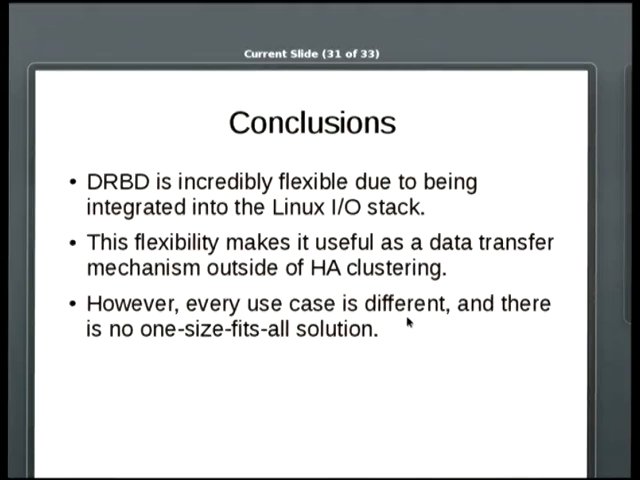 Current Slide (31 of 33)
Conclusions
• DRBD is incredibly flexible due to being
integrated into the Linux I/O stack.
• This flexibility makes it useful as a data transfer
mechanism outside of HA clustering.
• However, every use case is different, and there
is no one-size-fits-all solution.